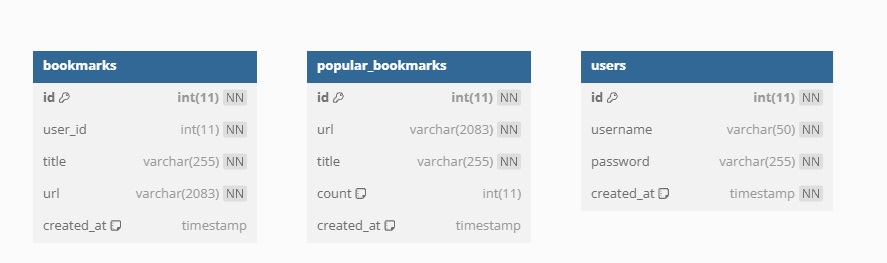 bookmarks
id int(11) NN
user_id int(11) NN
title varchar(255) NN
url varchar(2083) NN
created_at timestamp
popular_bookmarks
id int(11) NN
url varchar(2083) NN
title varchar(255) NN
count int(11)
created_at timestamp
users
id int(11) NN
username varchar(50) NN
password varchar(255) NN
created_at timestamp NN